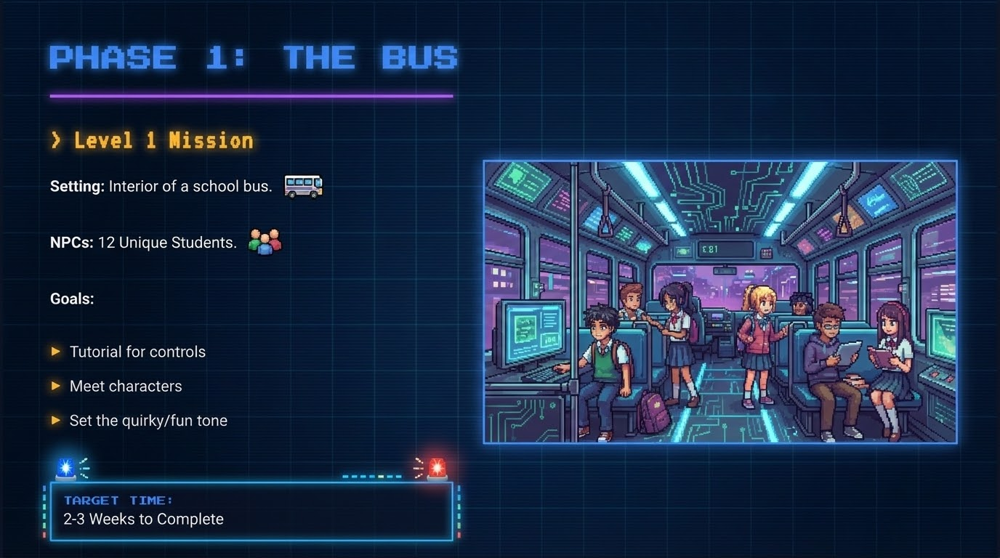 PHASE 1: THE BUS
❯ Level 1 Mission
Setting: Interior of a school bus.
NPCs: 12 Unique Students.
Goals:
► Tutorial for controls
► Meet characters
► Set the quirky/fun tone
TARGET TIME:
2-3 Weeks to Complete